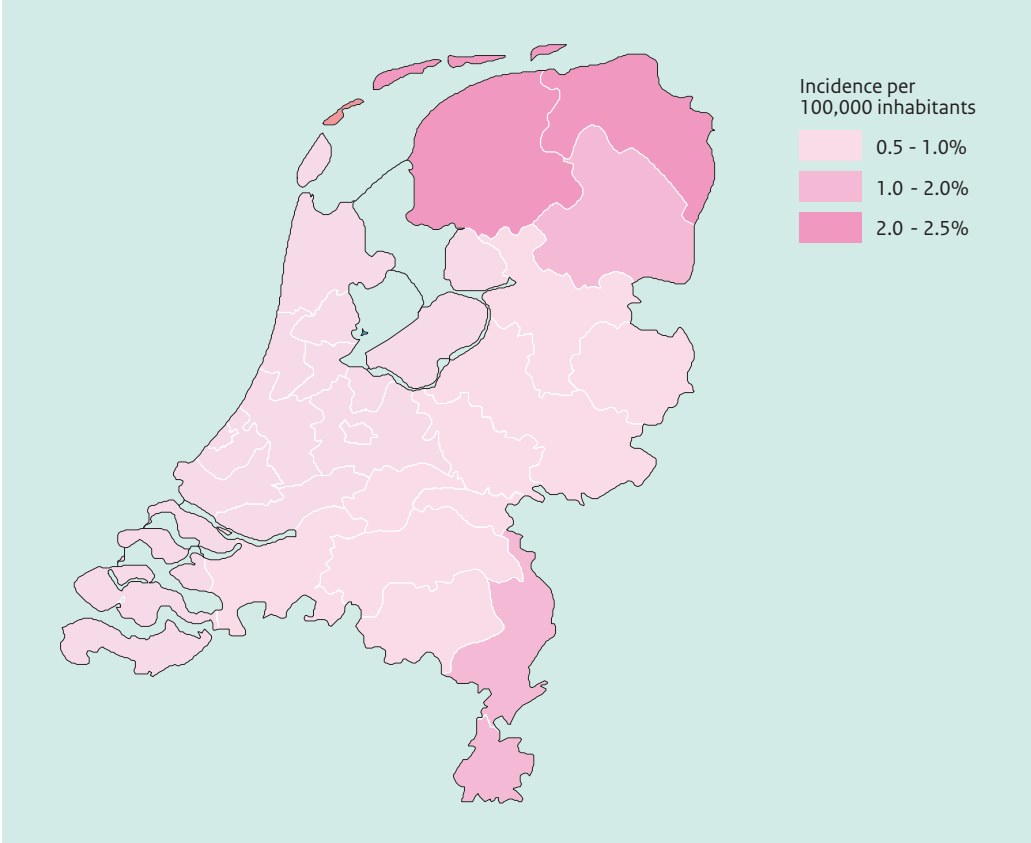 Incidence per
100,000 inhabitants
0.5 - 1.0%
1.0 - 2.0%
2.0 - 2.5%